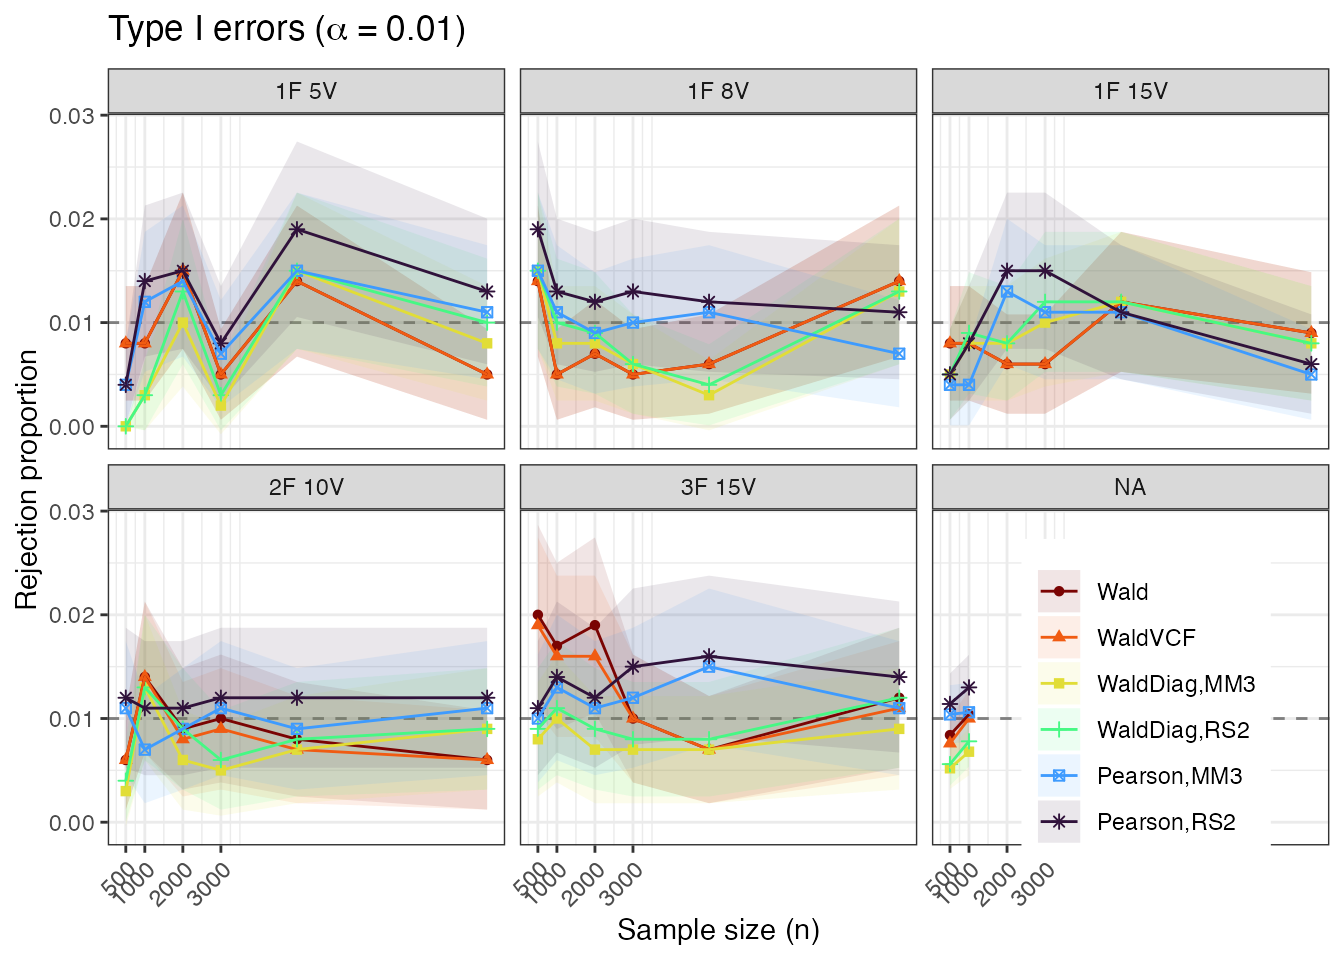 Type I errors (α = 0.01)
1F 5V
1F 8V
1F 15V
0.03
0.02
0.01
0.00
2F 10V
3F 15V
NA
0.03
0.02
0.01
0.00
Rejection proportion
Wald
WaldVCF
WaldDiag,MM3
WaldDiag,RS2
Pearson,MM3
Pearson,RS2
500 1000 2000 3000
500 1000 2000 3000
500 1000 2000 3000
Sample size (n)